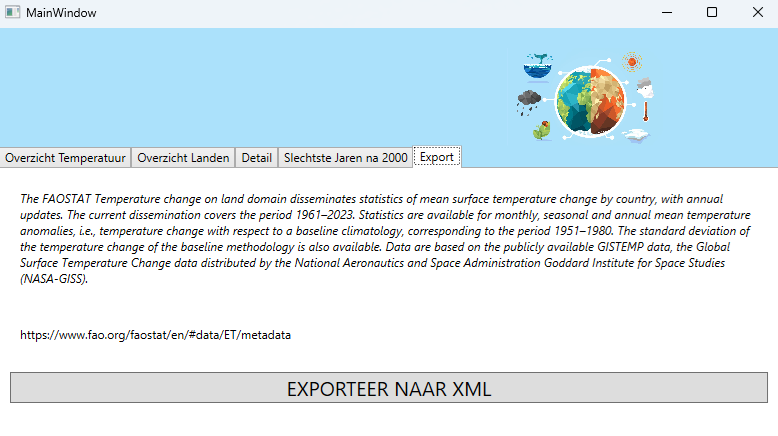 MainWindow
Overzicht Temperatuur Overzicht Landen Detail Slechtste Jaren na 2000 Export
The FAOSTAT Temperature change on land domain disseminates statistics of mean surface temperature change by country, with annual
updates. The current dissemination covers the period 1961–2023. Statistics are available for monthly, seasonal and annual mean temperature
anomalies, i.e., temperature change with respect to a baseline climatology, corresponding to the period 1951–1980. The standard deviation of
the temperature change of the baseline methodology is also available. Data are based on the publicly available GISTEMP data, the Global
Surface Temperature Change data distributed by the National Aeronautics and Space Administration Goddard Institute for Space Studies
(NASA-GISS).
https://www.fao.org/faostat/en/#data/ET/metadata
EXPORTEER NAAR XML